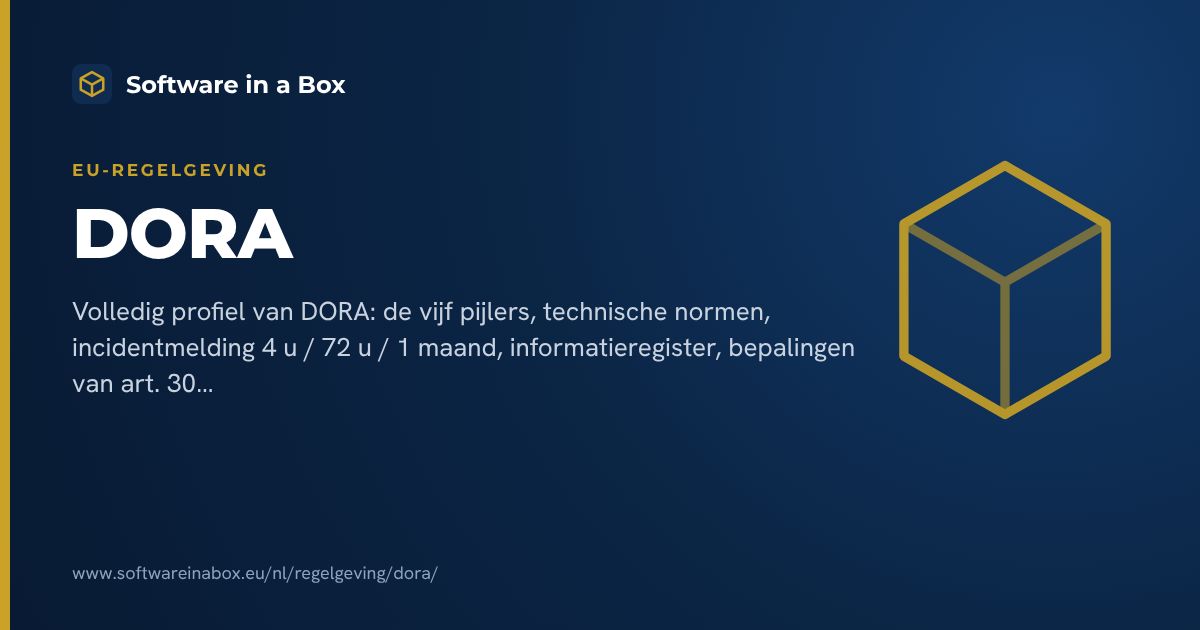 Software in a Box
EU-REGELGEVING
DORA
Volledig profiel van DORA: de vijf pijlers, technische normen,
incidentmelding 4 u / 72 u / 1 maand, informatieregister, bepalingen
van art. 30...
www.softwareinabox.eu/nl/regelgeving/dora/